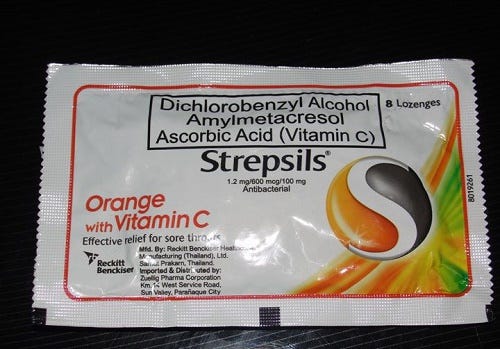 Dichlorobenzyl Alcohol
Amylmetacresol
Ascorbic Acid (Vitamin C)
8 Lozenges
Strepsils®
1.2 mg/600 mcg/100 mg
Antibacterial
Orange
with Vitamin C
Effective relief for sore throats
Reckitt
Benckiser
Mfd. By: Reckitt Benckiser Healthcare
Manufacturing (Thailand), Ltd.
Samut Prakarn, Thailand.
Imported & Distributed by:
Zuellig Pharma Corporation
Km. 14 West Service Road,
Sun Valley, Parañaque City
8019261